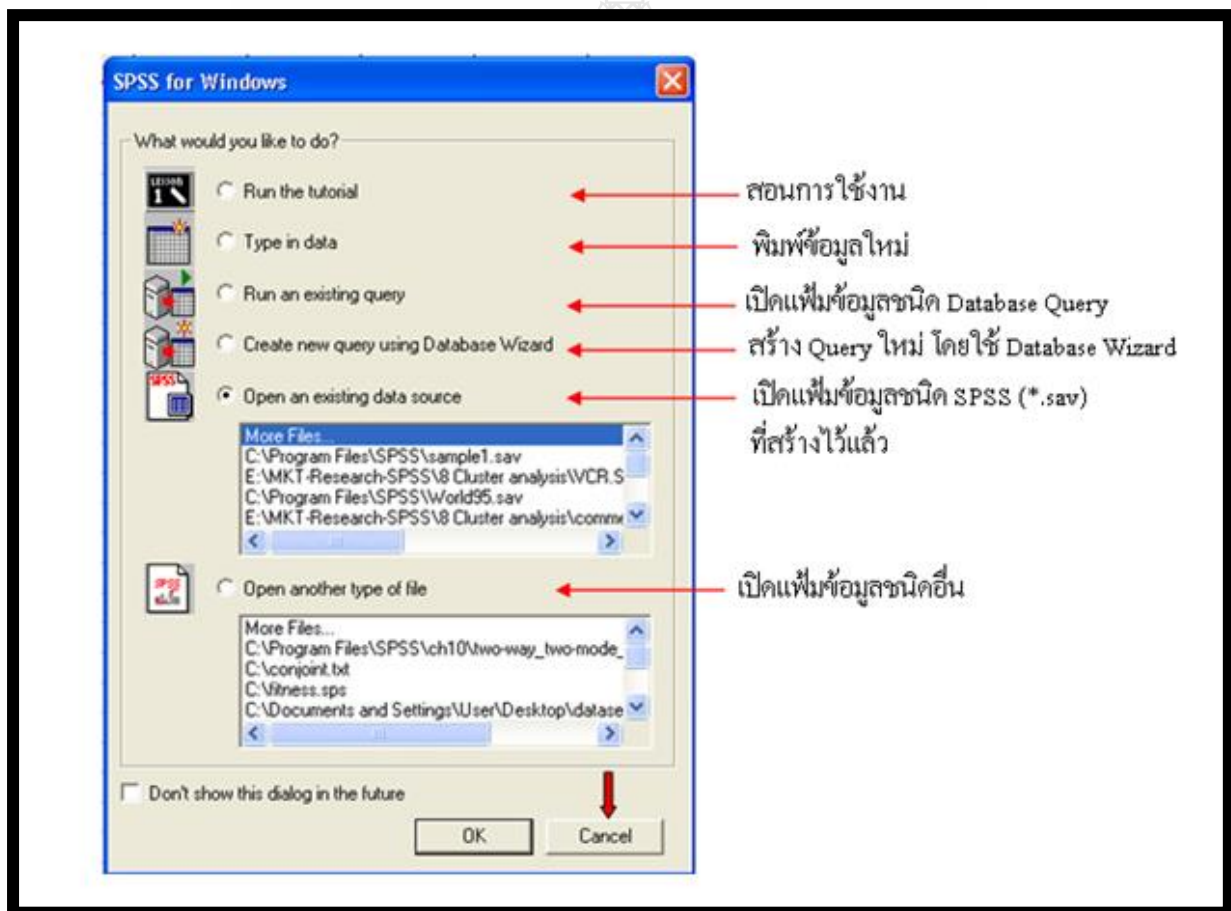 SPSS for Windows
What would you like to do?
Run the tutorial
สอนการใช้งาน
Type in data
พิมพ์ข้อมูลใหม่
Run an existing query
เปิดแฟ้มข้อมูลชนิด Database Query
Create new query using Database Wizard
สร้าง Query ใหม่ โดยใช้ Database Wizard
Open an existing data source
เปิดแฟ้มข้อมูลชนิด SPSS (*.sav)
ที่สร้างไว้แล้ว
More Files...
C:\Program Files\SPSS\sample1.sav
E:\MKT-Research-SPSS\8 Cluster analysis\VCR.S
C:\Program Files\SPSS\World95.sav
E:\MKT-Research-SPSS\8 Cluster analysis\comme
Open another type of file
เปิดแฟ้มข้อมูลชนิดอื่น
More Files...
C:\Program Files\SPSS\ch10\two-way_two-mode_
C:\conjoint.txt
C:\fitness.sps
C:\Documents and Settings\User\Desktop\datase
Don't show this dialog in the future
OK
Cancel